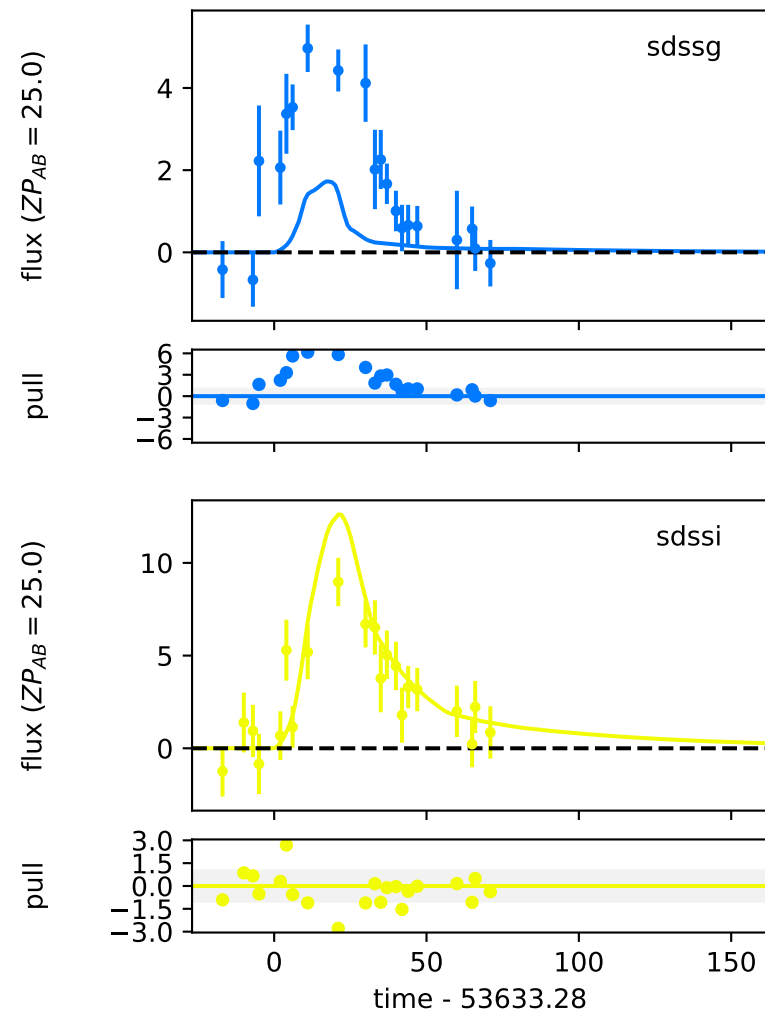 sdssg
flux (ZP_AB = 25.0)
4
2
0
pull
6
3
0
−3
−6
sdssi
flux (ZP_AB = 25.0)
10
5
0
pull
3.0
1.5
0.0
−1.5
−3.0
0 50 100 150
time - 53633.28